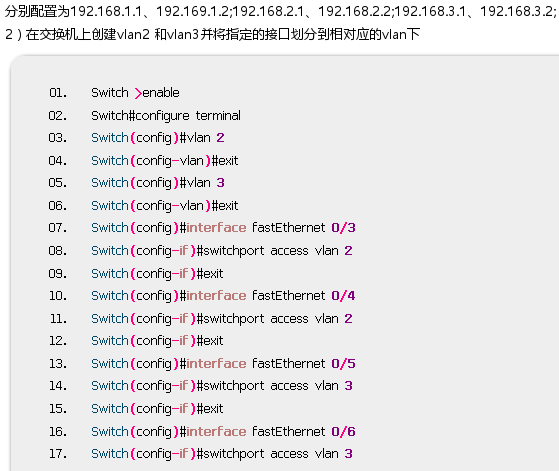 分别配置为192.168.1.1、192.169.1.2;192.168.2.1、192.168.2.2;192.168.3.1、192.168.3.2;
2）在交换机上创建vlan2 和vlan3并将指定的接口划分到相对应的vlan下
01. Switch >enable
02. Switch#configure terminal
03. Switch(config)#vlan 2
04. Switch(config-vlan)#exit
05. Switch(config)#vlan 3
06. Switch(config-vlan)#exit
07. Switch(config)#interface fastEthernet 0/3
08. Switch(config-if)#switchport access vlan 2
09. Switch(config-if)#exit
10. Switch(config)#interface fastEthernet 0/4
11. Switch(config-if)#switchport access vlan 2
12. Switch(config-if)#exit
13. Switch(config)#interface fastEthernet 0/5
14. Switch(config-if)#switchport access vlan 3
15. Switch(config-if)#exit
16. Switch(config)#interface fastEthernet 0/6
17. Switch(config-if)#switchport access vlan 3